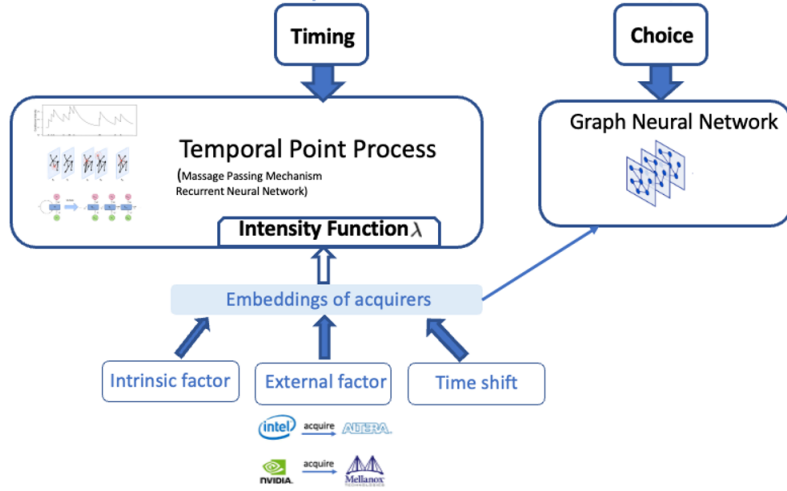 Timing
Choice
Temporal Point Process
(Massage Passing Mechanism
Recurrent Neural Network)
Intensity Function λ
Graph Neural Network
Embeddings of acquirers
Intrinsic factor
External factor
Time shift
intel acquire ALTERA
NVIDIA acquire Mellanox
TECHNOLOGIES